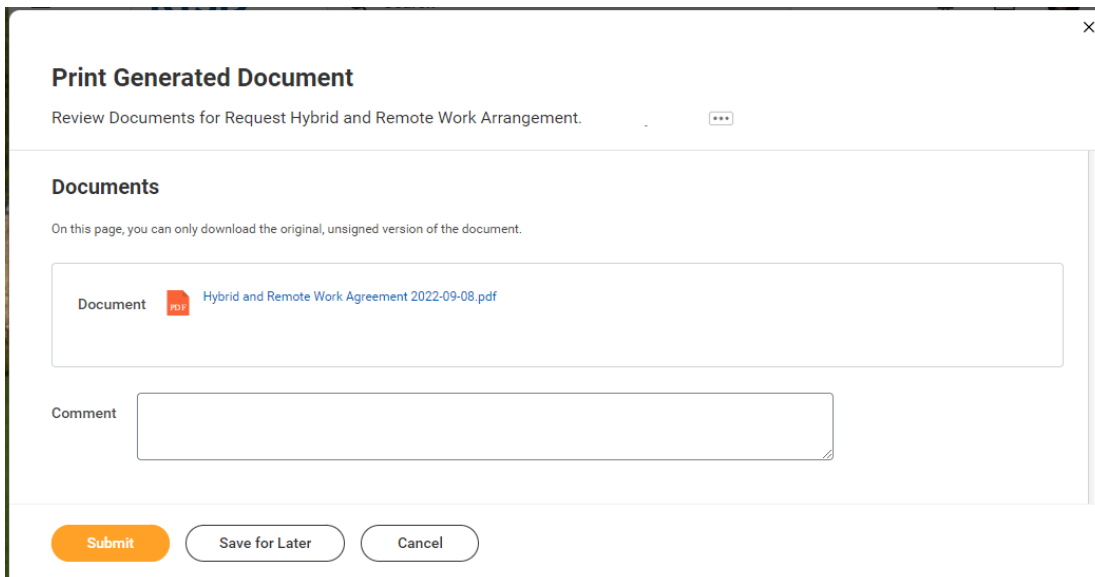 Print Generated Document
Review Documents for Request Hybrid and Remote Work Arrangement.
Documents
On this page, you can only download the original, unsigned version of the document.
Document PDF Hybrid and Remote Work Agreement 2022-09-08.pdf
Comment
Submit Save for Later Cancel